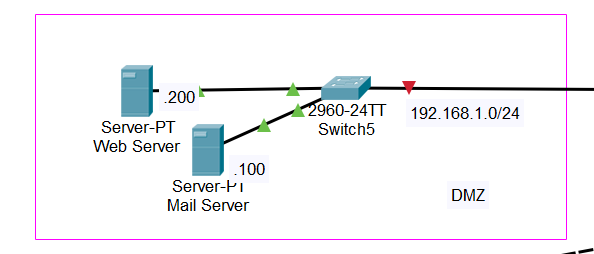 .200
2960-24TT
Switch5
192.168.1.0/24
Server-PT
Web Server
.100
Server-PT
Mail Server
DMZ